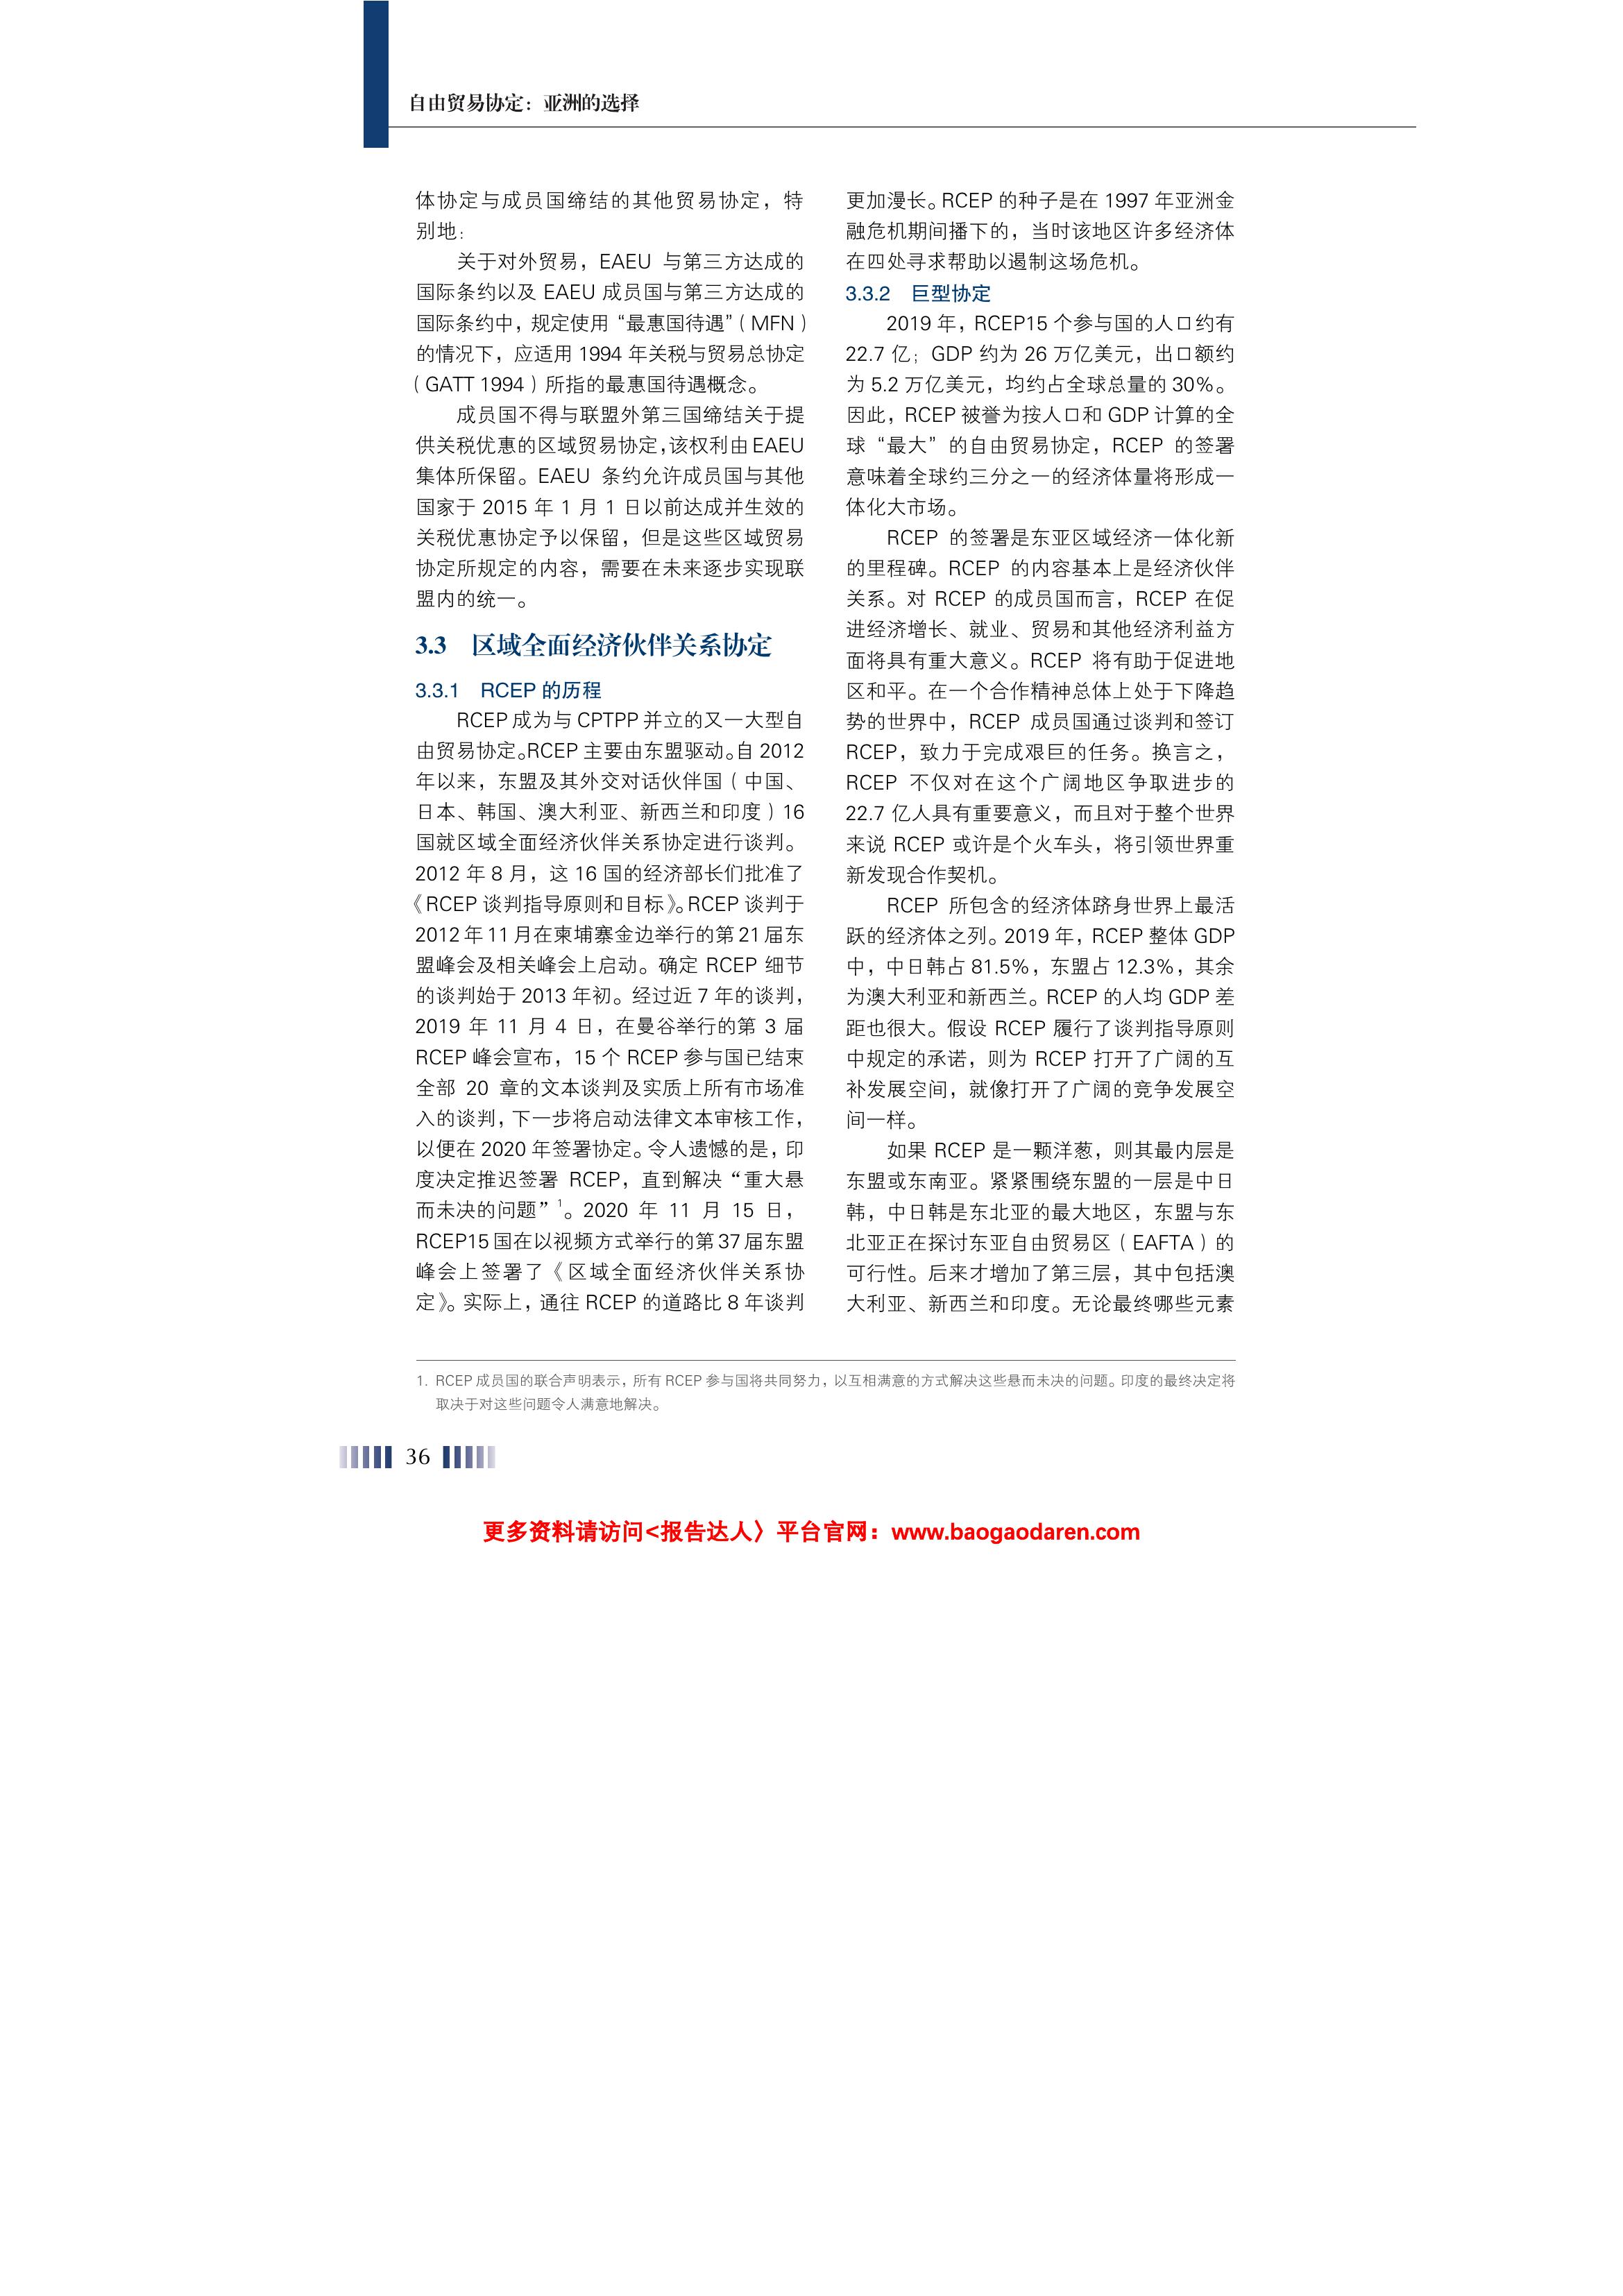 自由贸易协定：亚洲的选择
体协定与成员国缔结的其他贸易协定，特
别地：
关于对外贸易，EAEU 与第三方达成的
国际条约以及 EAEU 成员国与第三方达成的
国际条约中，规定使用“最惠国待遇”（MFN）
的情况下，应适用 1994 年关税与贸易总协定
（GATT 1994）所指的最惠国待遇概念。
成员国不得与联盟外第三国缔结关于提
供关税优惠的区域贸易协定，该权利由 EAEU
集体所保留。EAEU 条约允许成员国与其他
国家于 2015 年 1 月 1 日以前达成并生效的
关税优惠协定予以保留，但是这些区域贸易
协定所规定的内容，需要在未来逐步实现联
盟内的统一。
3.3 区域全面经济伙伴关系协定
3.3.1 RCEP 的历程
RCEP 成为与 CPTPP 并立的又一大型自
由贸易协定。RCEP 主要由东盟驱动。自 2012
年以来，东盟及其外交对话伙伴国（中国、
日本、韩国、澳大利亚、新西兰和印度）16
国就区域全面经济伙伴关系协定进行谈判。
2012 年 8 月，这 16 国的经济部长们批准了
《RCEP 谈判指导原则和目标》。RCEP 谈判于
2012 年 11 月在柬埔寨金边举行的第 21 届东
盟峰会及相关峰会上启动。确定 RCEP 细节
的谈判始于 2013 年初。经过近 7 年的谈判，
2019 年 11 月 4 日，在曼谷举行的第 3 届
RCEP 峰会宣布，15 个 RCEP 参与国已结束
全部 20 章的文本谈判及实质上所有市场准
入的谈判，下一步将启动法律文本审核工作，
以便在 2020 年签署协定。令人遗憾的是，印
度决定推迟签署 RCEP，直到解决“重大悬
而未决的问题”1。2020 年 11 月 15 日，
RCEP15 国在以视频方式举行的第 37 届东盟
峰会上签署了《区域全面经济伙伴关系协
定》。实际上，通往 RCEP 的道路比 8 年谈判
更加漫长。RCEP 的种子是在 1997 年亚洲金
融危机期间播下的，当时该地区许多经济体
在四处寻求帮助以遏制这场危机。
3.3.2 巨型协定
2019 年，RCEP15 个参与国的人口约有
22.7 亿；GDP 约为 26 万亿美元，出口额约
为 5.2 万亿美元，均约占全球总量的 30%。
因此，RCEP 被誉为按人口和 GDP 计算的全
球“最大”的自由贸易协定，RCEP 的签署
意味着全球约三分之一的经济体量将形成一
体化大市场。
RCEP 的签署是东亚区域经济一体化新
的里程碑。RCEP 的内容基本上是经济伙伴
关系。对 RCEP 的成员国而言，RCEP 在促
进经济增长、就业、贸易和其他经济利益方
面将具有重大意义。RCEP 将有助于促进地
区和平。在一个合作精神总体上处于下降趋
势的世界中，RCEP 成员国通过谈判和签订
RCEP，致力于完成艰巨的任务。换言之，
RCEP 不仅对在这个广阔地区争取进步的
22.7 亿人具有重要意义，而且对于整个世界
来说 RCEP 或许是个火车头，将引领世界重
新发现合作契机。
RCEP 所包含的经济体跻身世界上最活
跃的经济体之列。2019 年，RCEP 整体 GDP
中，中日韩占 81.5%，东盟占 12.3%，其余
为澳大利亚和新西兰。RCEP 的人均 GDP 差
距也很大。假设 RCEP 履行了谈判指导原则
中规定的承诺，则为 RCEP 打开了广阔的互
补发展空间，就像打开了广阔的竞争发展空
间一样。
如果 RCEP 是一颗洋葱，则其最内层是
东盟或东南亚。紧紧围绕东盟的一层是中日
韩，中日韩是东北亚的最大地区，东盟与东
北亚正在探讨东亚自由贸易区（EAFTA）的
可行性。后来才增加了第三层，其中包括澳
大利亚、新西兰和印度。无论最终哪些元素
1. RCEP 成员国的联合声明表示，所有 RCEP 参与国将共同努力，以互相满意的方式解决这些悬而未决的问题。印度的最终决定将
取决于对这些问题令人满意地解决。
36
更多资料请访问<报告达人〉平台官网：www.baogaodaren.com